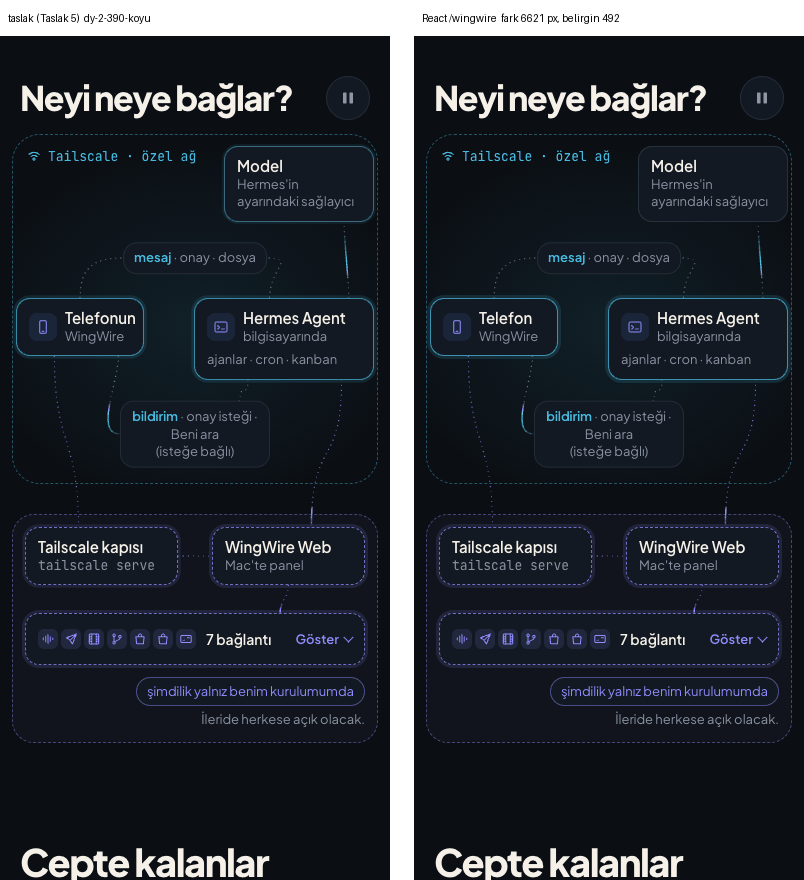 taslak (Taslak 5) dy-2-390-koyu
Neyi neye bağlar?
Tailscale · özel ağ
Model
Hermes'in
ayarındaki sağlayıcı
mesaj · onay · dosya
Telefonun
WingWire
Hermes Agent
bilgisayarında
ajanlar · cron · kanban
bildirim · onay isteği ·
Beni ara
(isteğe bağlı)
Tailscale kapısı
tailscale serve
WingWire Web
Mac'te panel
7 bağlantı
Göster
şimdilik yalnız benim kurulumumda
İleride herkese açık olacak.
Cepte kalanlar
React/wingwire fark 6621 px, belirgin 492
Neyi neye bağlar?
Tailscale · özel ağ
Model
Hermes'in
ayarındaki sağlayıcı
mesaj · onay · dosya
Telefon
WingWire
Hermes Agent
bilgisayarında
ajanlar · cron · kanban
bildirim · onay isteği ·
Beni ara
(isteğe bağlı)
Tailscale kapısı
tailscale serve
WingWire Web
Mac'te panel
7 bağlantı
Göster
şimdilik yalnız benim kurulumumda
İleride herkese açık olacak.
Cepte kalanlar